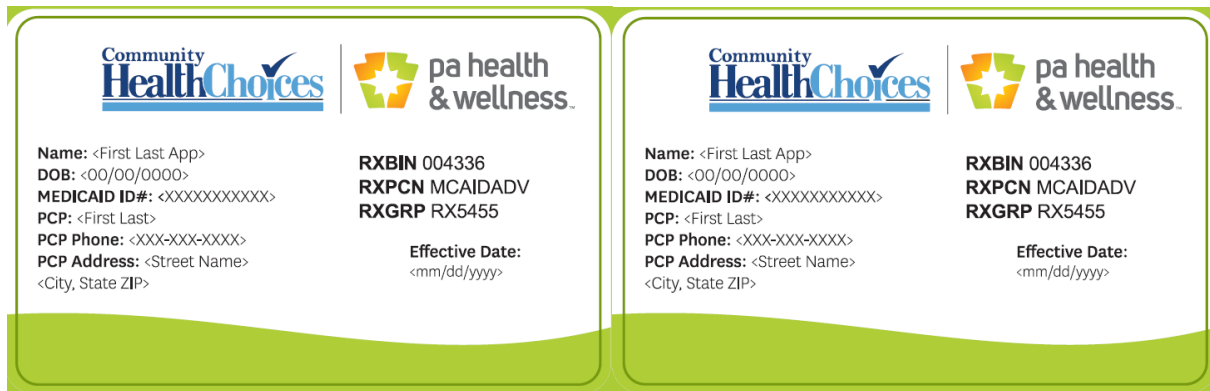 Community
HealthChoices
pa health
& wellness™
Name: <First Last App>
DOB: <00/00/0000>
MEDICAID ID#: <XXXXXXXXXXX>
PCP: <First Last>
PCP Phone: <XXX-XXX-XXXX>
PCP Address: <Street Name>
<City, State ZIP>
RXBIN 004336
RXPCN MCAIDADV
RXGRP RX5455
Effective Date:
<mm/dd/yyyy>
Community
HealthChoices
pa health
& wellness™
Name: <First Last App>
DOB: <00/00/0000>
MEDICAID ID#: <XXXXXXXXXXX>
PCP: <First Last>
PCP Phone: <XXX-XXX-XXXX>
PCP Address: <Street Name>
<City, State ZIP>
RXBIN 004336
RXPCN MCAIDADV
RXGRP RX5455
Effective Date:
<mm/dd/yyyy>